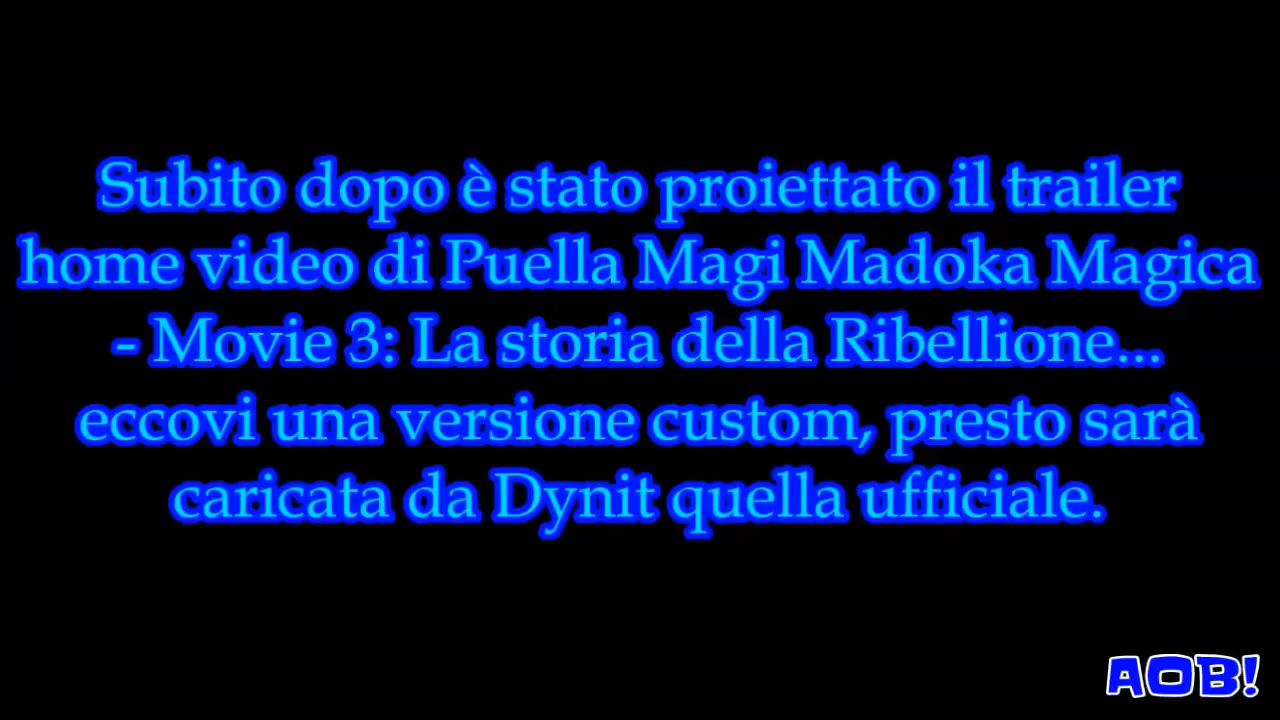 Subito dopo è stato proiettato il trailer
home video di Puella Magi Madoka Magica
- Movie 3: La storia della Ribellione...
eccovi una versione custom, presto sarà
caricata da Dynit quella ufficiale.
AOB!